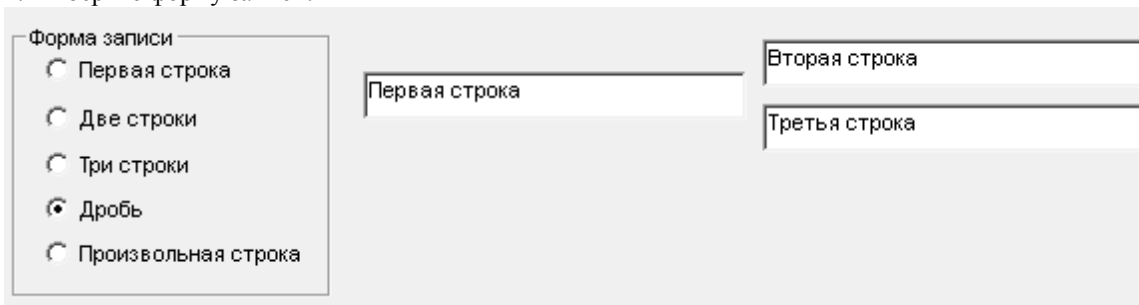 Форма записи
Первая строка
Две строки
Три строки
Дробь
Произвольная строка
Первая строка
Вторая строка
Третья строка